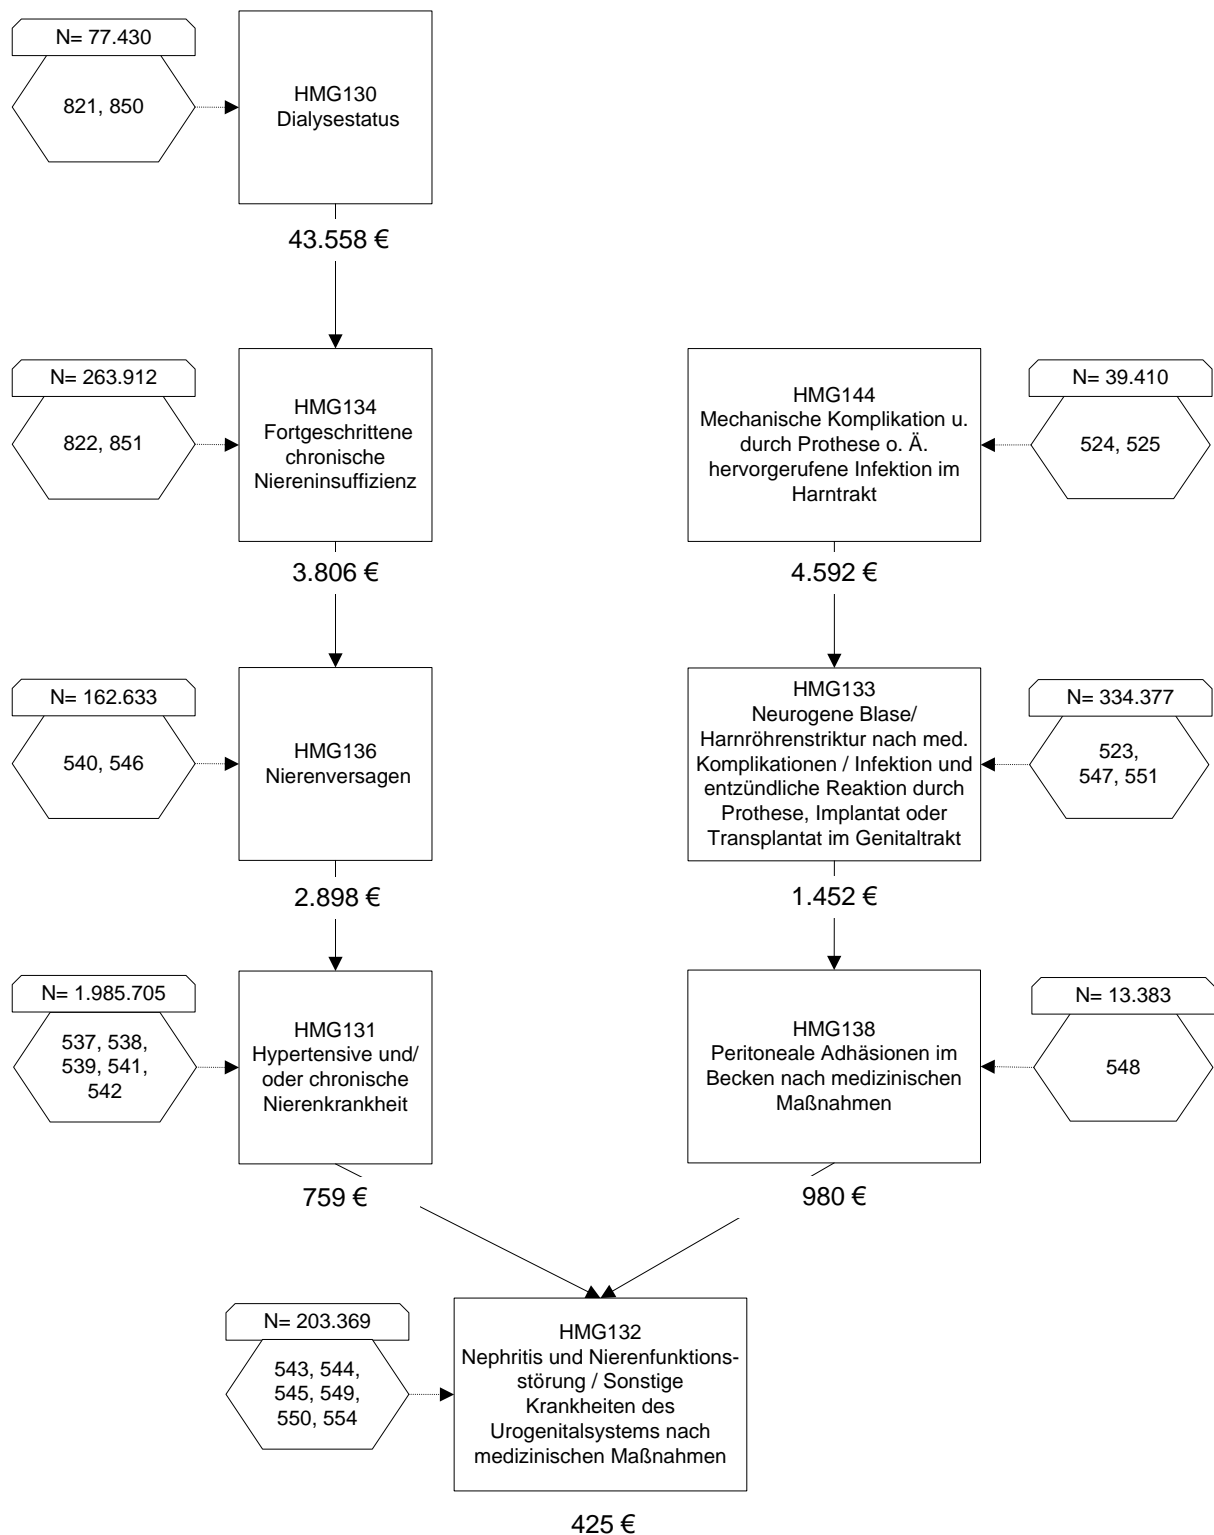 N= 77.430
821, 850
HMG130
Dialysestatus
43.558 €
N= 263.912
822, 851
HMG134
Fortgeschrittene
chronische
Niereninsuffizienz
3.806 €
HMG144
Mechanische Komplikation u.
durch Prothese o. Ä.
hervorgerufene Infektion im
Harntrakt
4.592 €
N= 39.410
524, 525
N= 162.633
540, 546
HMG136
Nierenversagen
2.898 €
HMG133
Neurogene Blase/
Harnröhrenstriktur nach med.
Komplikationen / Infektion und
entzündliche Reaktion durch
Prothese, Implantat oder
Transplantat im Genitaltrakt
1.452 €
N= 334.377
523,
547, 551
N= 1.985.705
537, 538,
539, 541,
542
HMG131
Hypertensive und/
oder chronische
Nierenkrankheit
759 €
HMG138
Peritoneale Adhäsionen im
Becken nach medizinischen
Maßnahmen
980 €
N= 13.383
548
N= 203.369
543, 544,
545, 549,
550, 554
HMG132
Nephritis und Nierenfunktions-
störung / Sonstige
Krankheiten des
Urogenitalsystems nach
medizinischen Maßnahmen
425 €